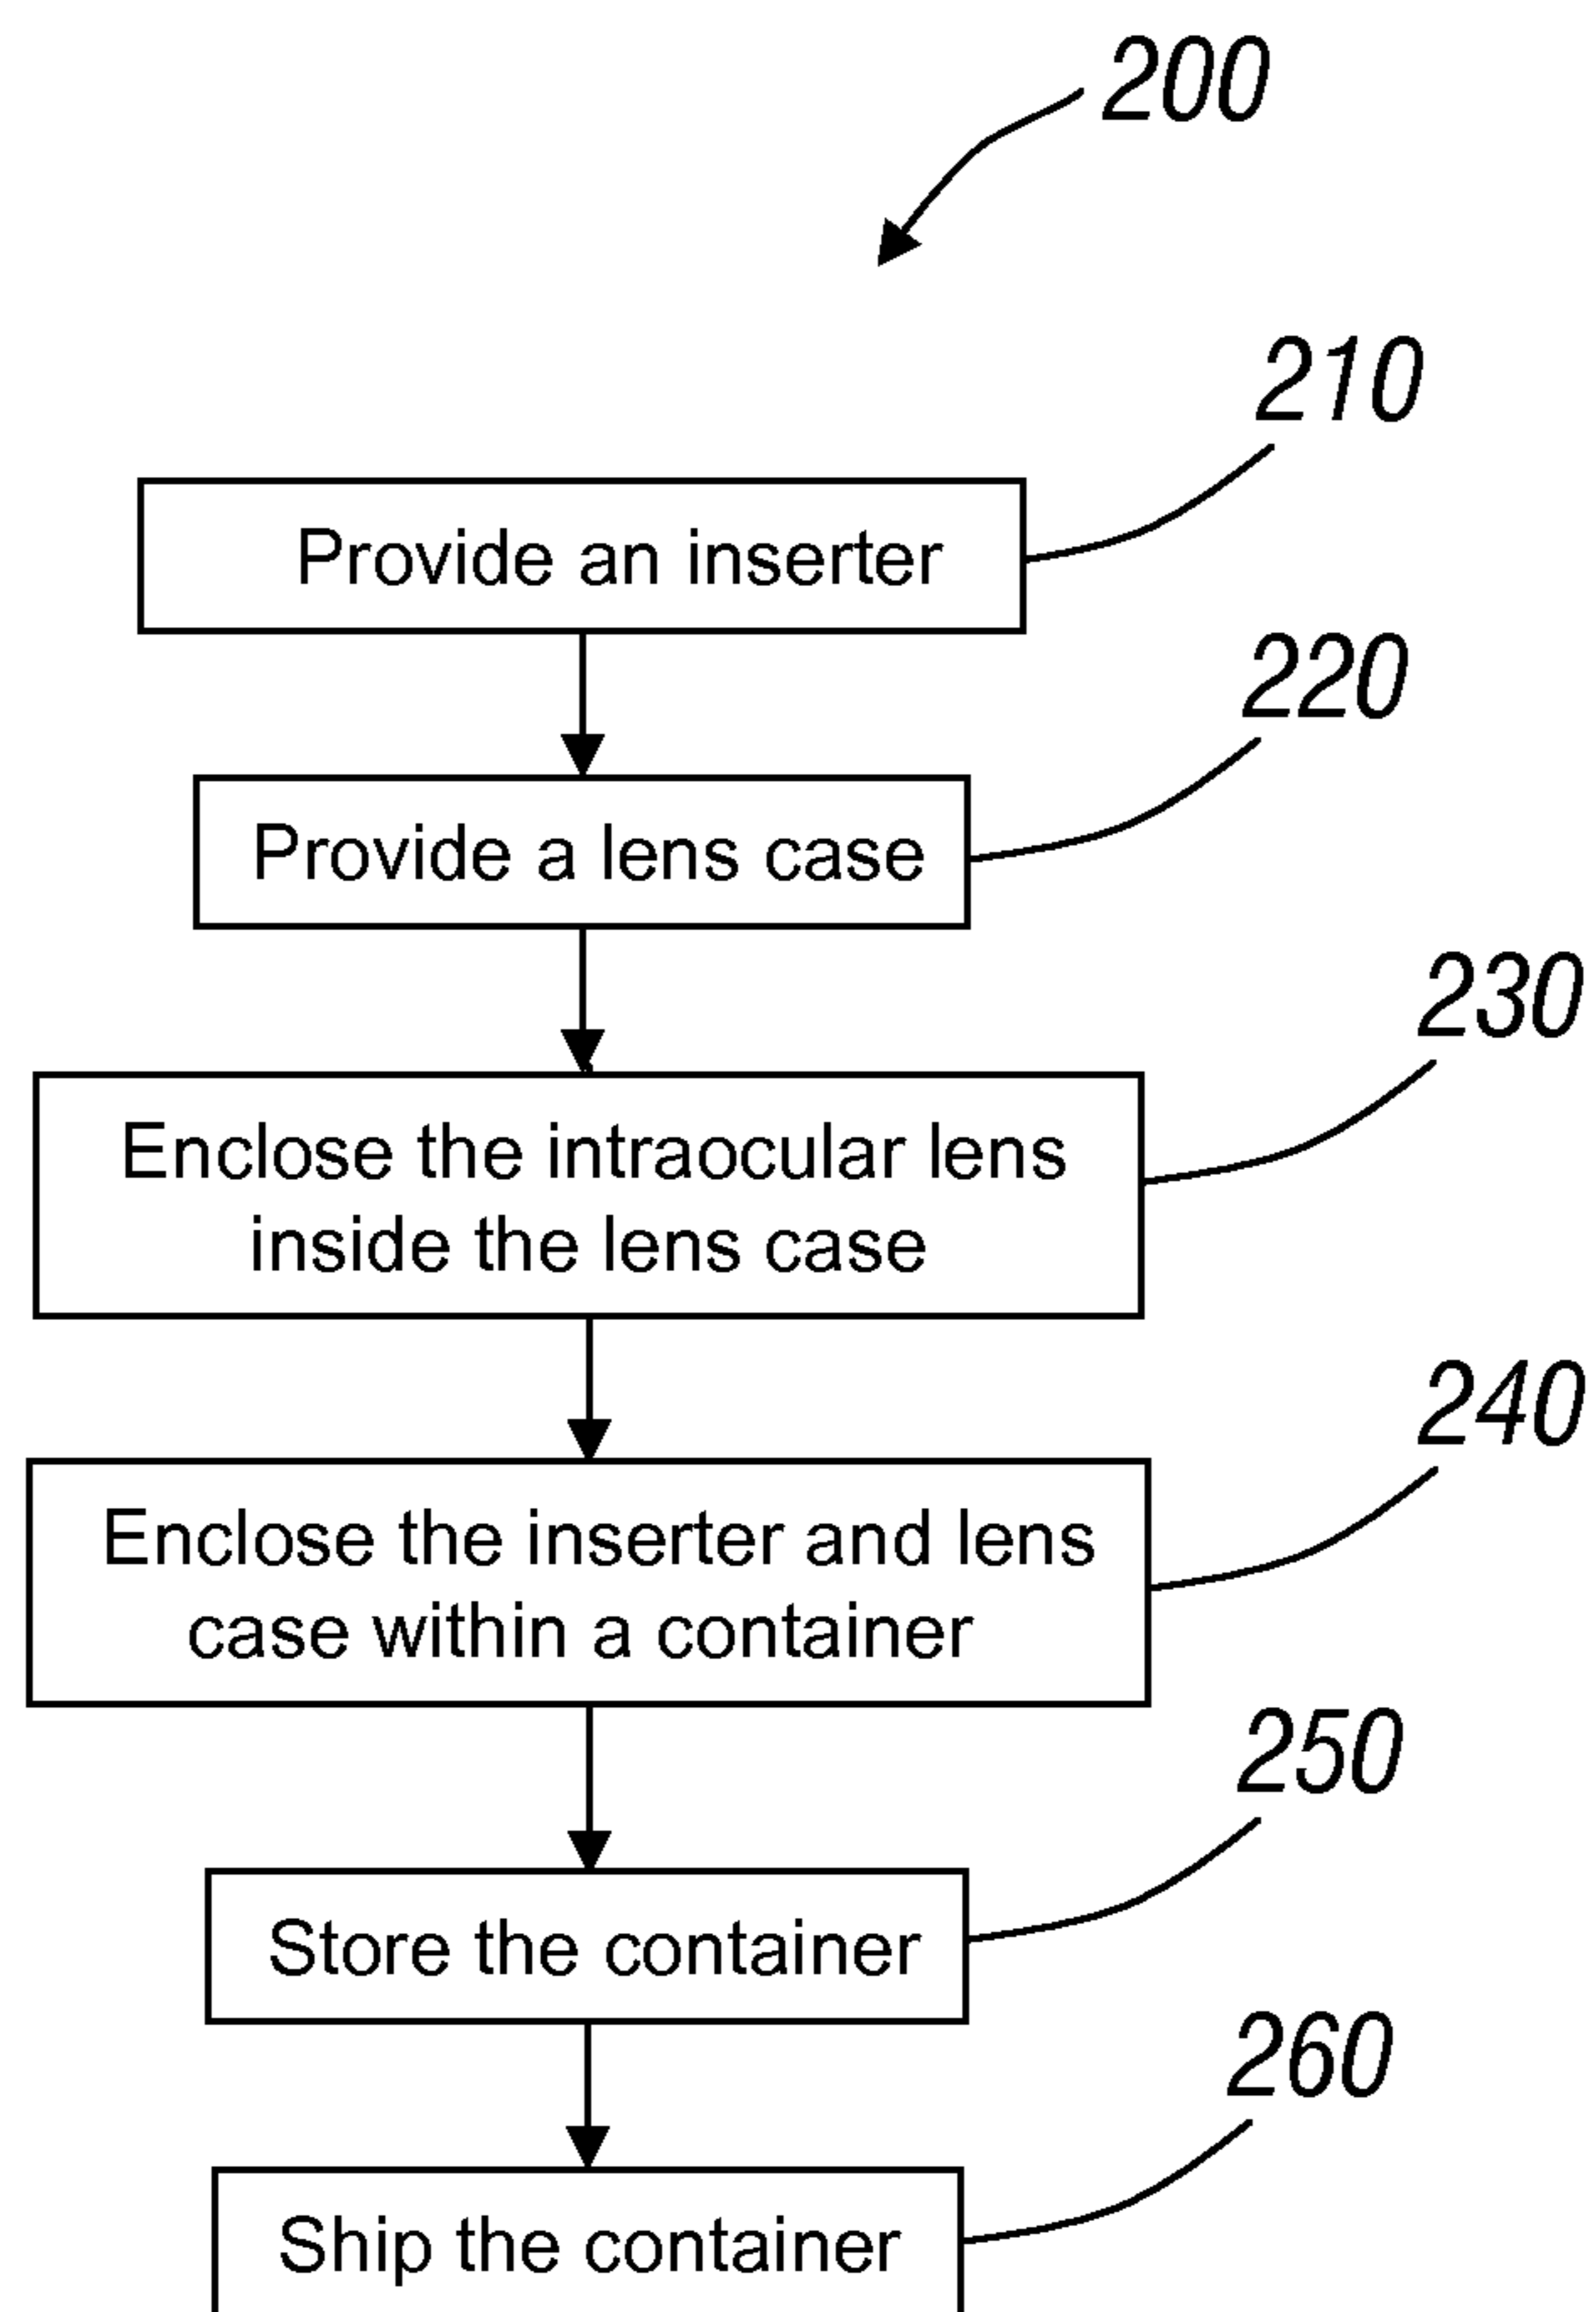 200
210
Provide an inserter
220
Provide a lens case
230
Enclose the intraocular lens
inside the lens case
240
Enclose the inserter and lens
case within a container
250
Store the container
260
Ship the container